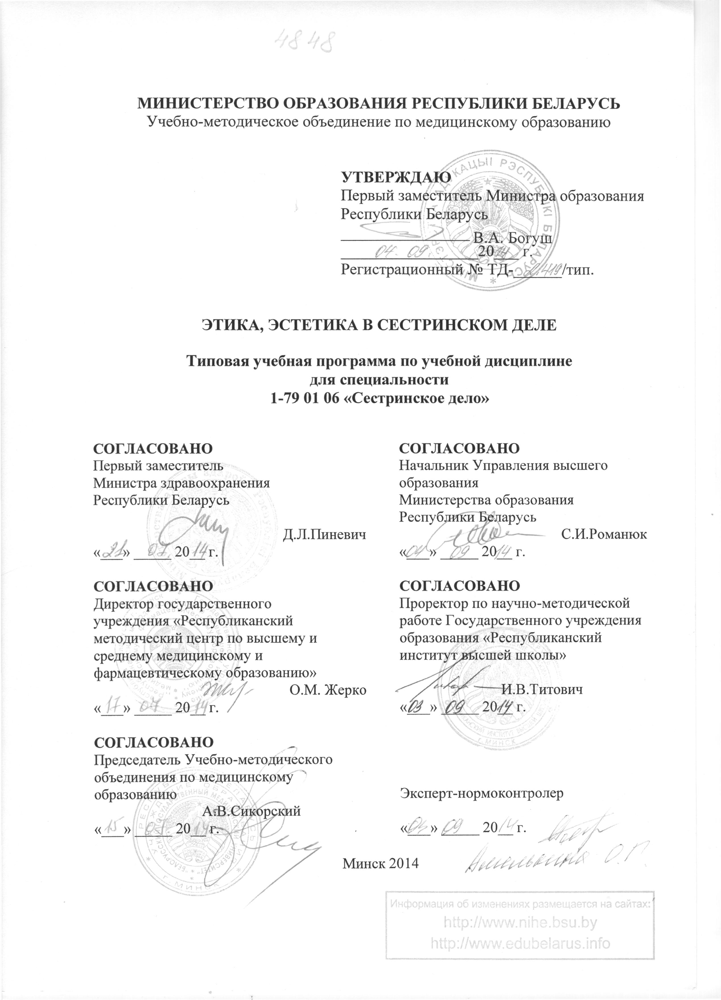 4848
МИНИСТЕРСТВО ОБРАЗОВАНИЯ РЕСПУБЛИКИ БЕЛАРУСЬ
Учебно-методическое объединение по медицинскому образованию
УТВЕРЖДАЮ
Первый заместитель Министра образования
Республики Беларусь
В.А. Богуш
04. 09. 2014 г.
Регистрационный № ТД-L.419/тип.
ЭТИКА, ЭСТЕТИКА В СЕСТРИНСКОМ ДЕЛЕ
Типовая учебная программа по учебной дисциплине
для специальности
1-79 01 06 «Сестринское дело»
СОГЛАСОВАНО
Первый заместитель
Министра здравоохранения
Республики Беларусь
Д.Л.Пиневич
«21» 07 2014 г.
СОГЛАСОВАНО
Начальник Управления высшего
образования
Министерства образования
Республики Беларусь
С.И.Романюк
«04» 09 2014 г.
СОГЛАСОВАНО
Директор государственного
учреждения «Республиканский
методический центр по высшему и
среднему медицинскому и
фармацевтическому образованию»
О.М. Жерко
«17» 07 2014 г.
СОГЛАСОВАНО
Проректор по научно-методической
работе Государственного учреждения
образования «Республиканский
институт высшей школы»
И.В.Титович
«03» 09 2014 г.
СОГЛАСОВАНО
Председатель Учебно-методического
объединения по медицинскому
образованию
А.В.Сикорский
«15» 07 2014 г.
Эксперт-нормоконтролер
«03» 09 2014 г.
Минск 2014
Информация об изменениях размещается на сайтах:
http://www.nihe.bsu.by
http://www.edubelarus.info